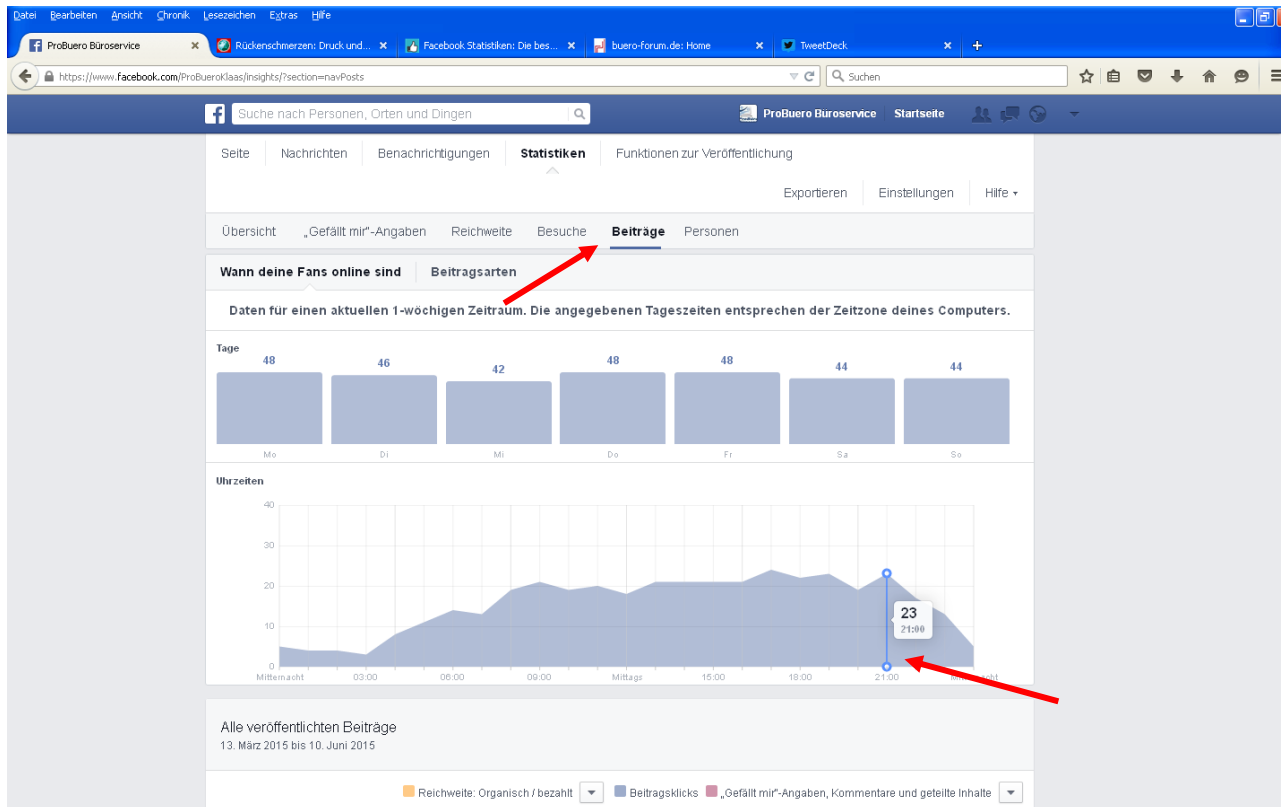 Datei Bearbeiten Ansicht Chronik Lesezeichen Extras Hilfe
ProBuero Büroservice Rückenschmerzen: Druck und... Facebook Statistiken: Die bes... buero-forum.de: Home TweetDeck
https://www.facebook.com/ProBueroKlaas/insights/?section=navPosts Suchen
Suche nach Personen, Orten und Dingen ProBuero Büroservice Startseite
Seite Nachrichten Benachrichtigungen Statistiken Funktionen zur Veröffentlichung
Exportieren Einstellungen Hilfe
Übersicht „Gefällt mir"-Angaben Reichweite Besuche Beiträge Personen
Wann deine Fans online sind Beitragsarten
Daten für einen aktuellen 1-wöchigen Zeitraum. Die angegebenen Tageszeiten entsprechen der Zeitzone deines Computers.
Tage
48 46 42 48 48 44 44
Mo Di Mi Do Fr Sa So
Uhrzeiten
40
30
20
10
0
23
21:00
Mitternacht 03:00 06:00 09:00 Mittags 15:00 18:00 21:00
Alle veröffentlichten Beiträge
13. März 2015 bis 10. Juni 2015
Reichweite: Organisch / bezahlt Beitragsklicks „Gefällt mir"-Angaben, Kommentare und geteilte Inhalte